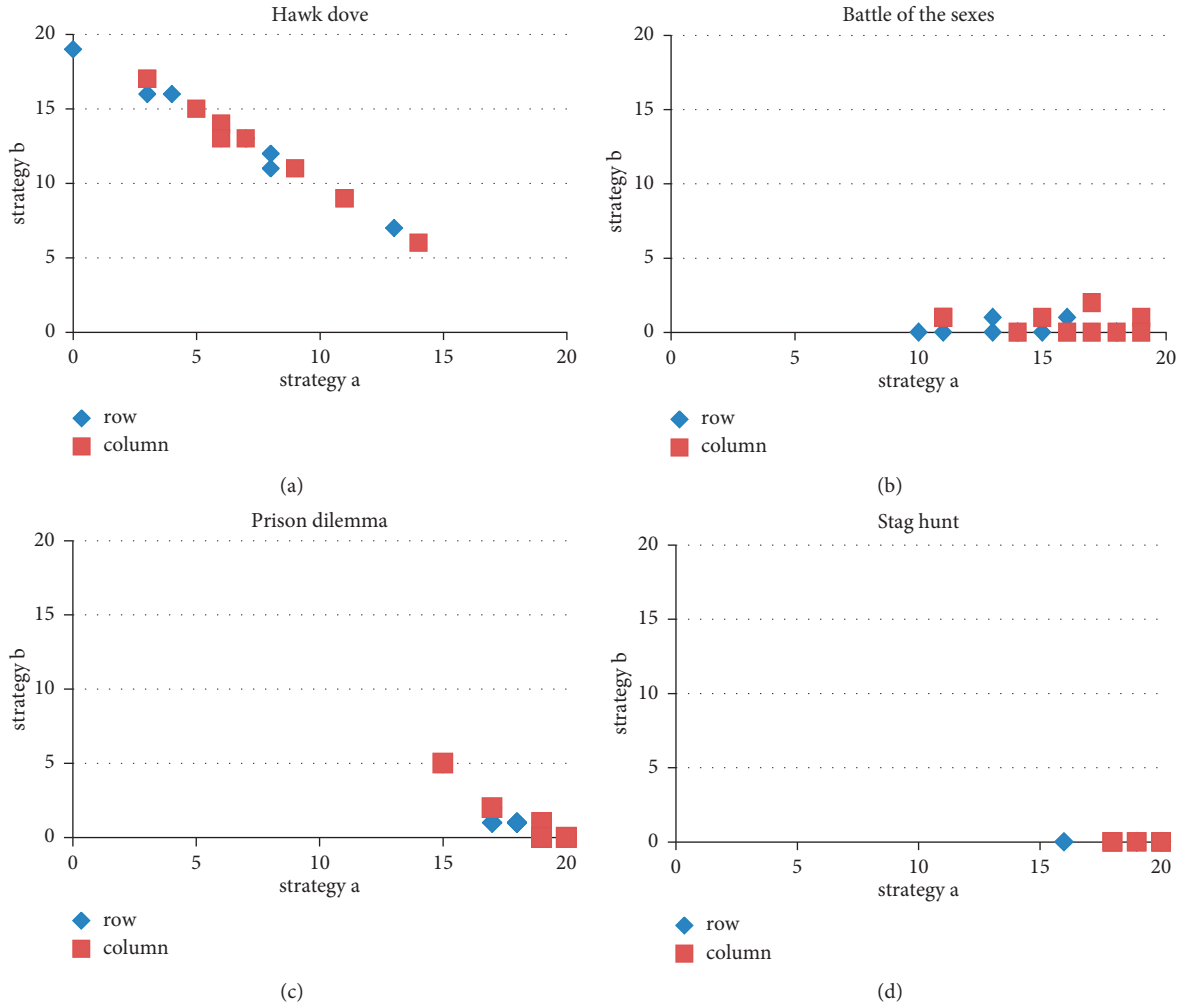 Hawk dove
20
15
10
5
0
strategy b
0 5 10 15 20
strategy a
row
column
(a)
Battle of the sexes
20
15
10
5
0
strategy b
0 5 10 15 20
strategy a
row
column
(b)
Prison dilemma
20
15
10
5
0
strategy b
0 5 10 15 20
strategy a
row
column
(c)
Stag hunt
20
15
10
5
0
strategy b
0 5 10 15 20
strategy a
row
column
(d)